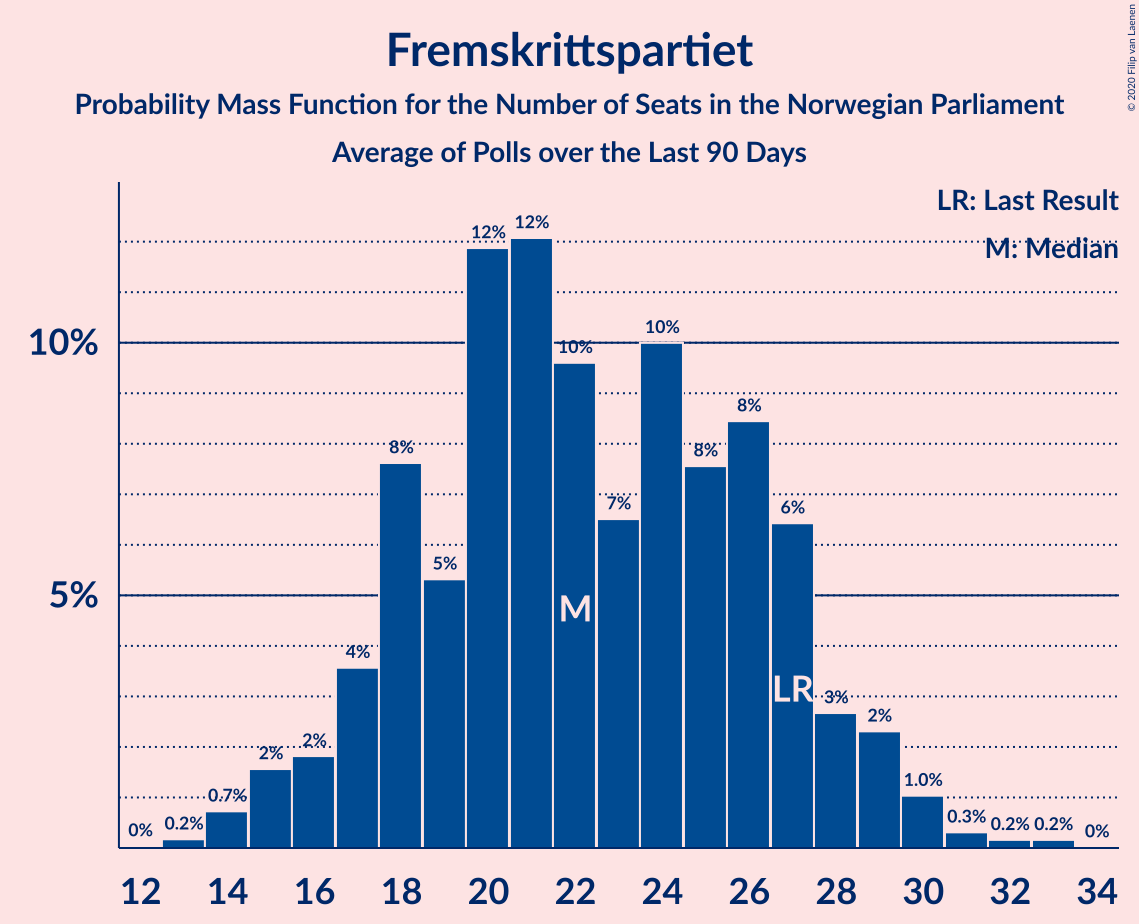 Fremskrittspartiet
Probability Mass Function for the Number of Seats in the Norwegian Parliament
Average of Polls over the Last 90 Days
© 2020 Filip van Laenen
LR: Last Result
M: Median
10%
5%
0% 0.2% 0.7% 2% 2% 4% 8% 5% 12% 12% 10% 7% 10% 8% 8% 6% 3% 2% 1.0% 0.3% 0.2% 0.2% 0%
M
LR
12 14 16 18 20 22 24 26 28 30 32 34